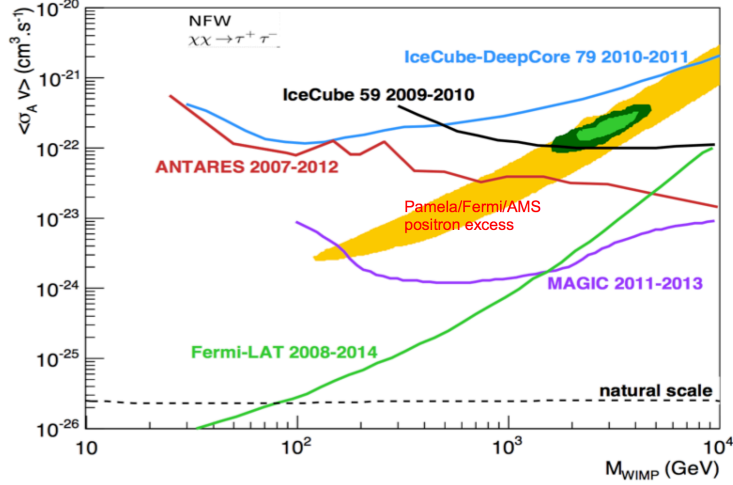 10⁻²⁰
NFW
χχ→τ⁺ τ⁻
IceCube-DeepCore 79 2010-2011
10⁻²¹
IceCube 59 2009-2010
10⁻²²
ANTARES 2007-2012
Pamela/Fermi/AMS
positron excess
10⁻²³
10⁻²⁴
MAGIC 2011-2013
Fermi-LAT 2008-2014
10⁻²⁵
natural scale
10⁻²⁶
<σ_A v> (cm³.s⁻¹)
10 10² 10³ 10⁴
M_WIMP (GeV)